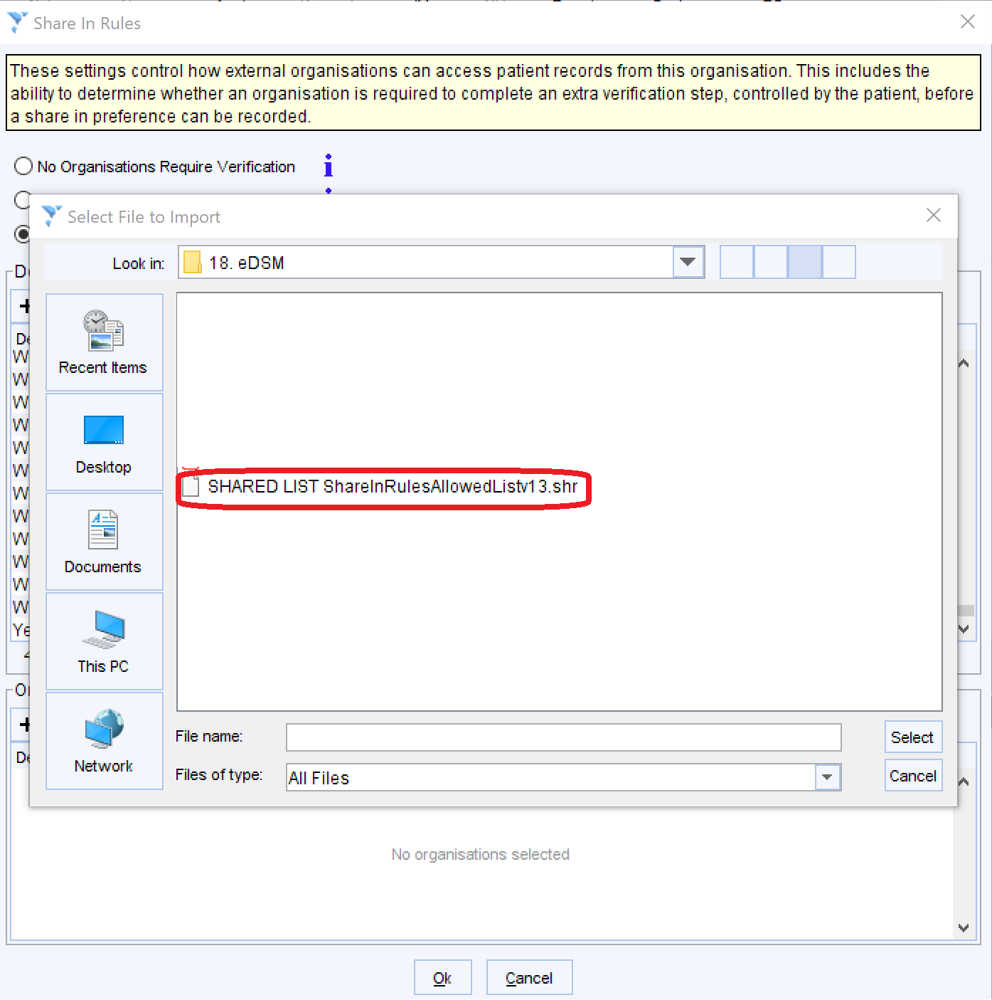 Share In Rules
These settings control how external organisations can access patient records from this organisation. This includes the
ability to determine whether an organisation is required to complete an extra verification step, controlled by the patient, before
a share in preference can be recorded.
No Organisations Require Verification
Select File to Import
Look in:
18. eDSM
Recent Items
Desktop
Documents
This PC
Network
SHARED LIST ShareInRulesAllowedListv13.shr
File name:
Select
Files of type:
All Files
Cancel
No organisations selected
Ok
Cancel